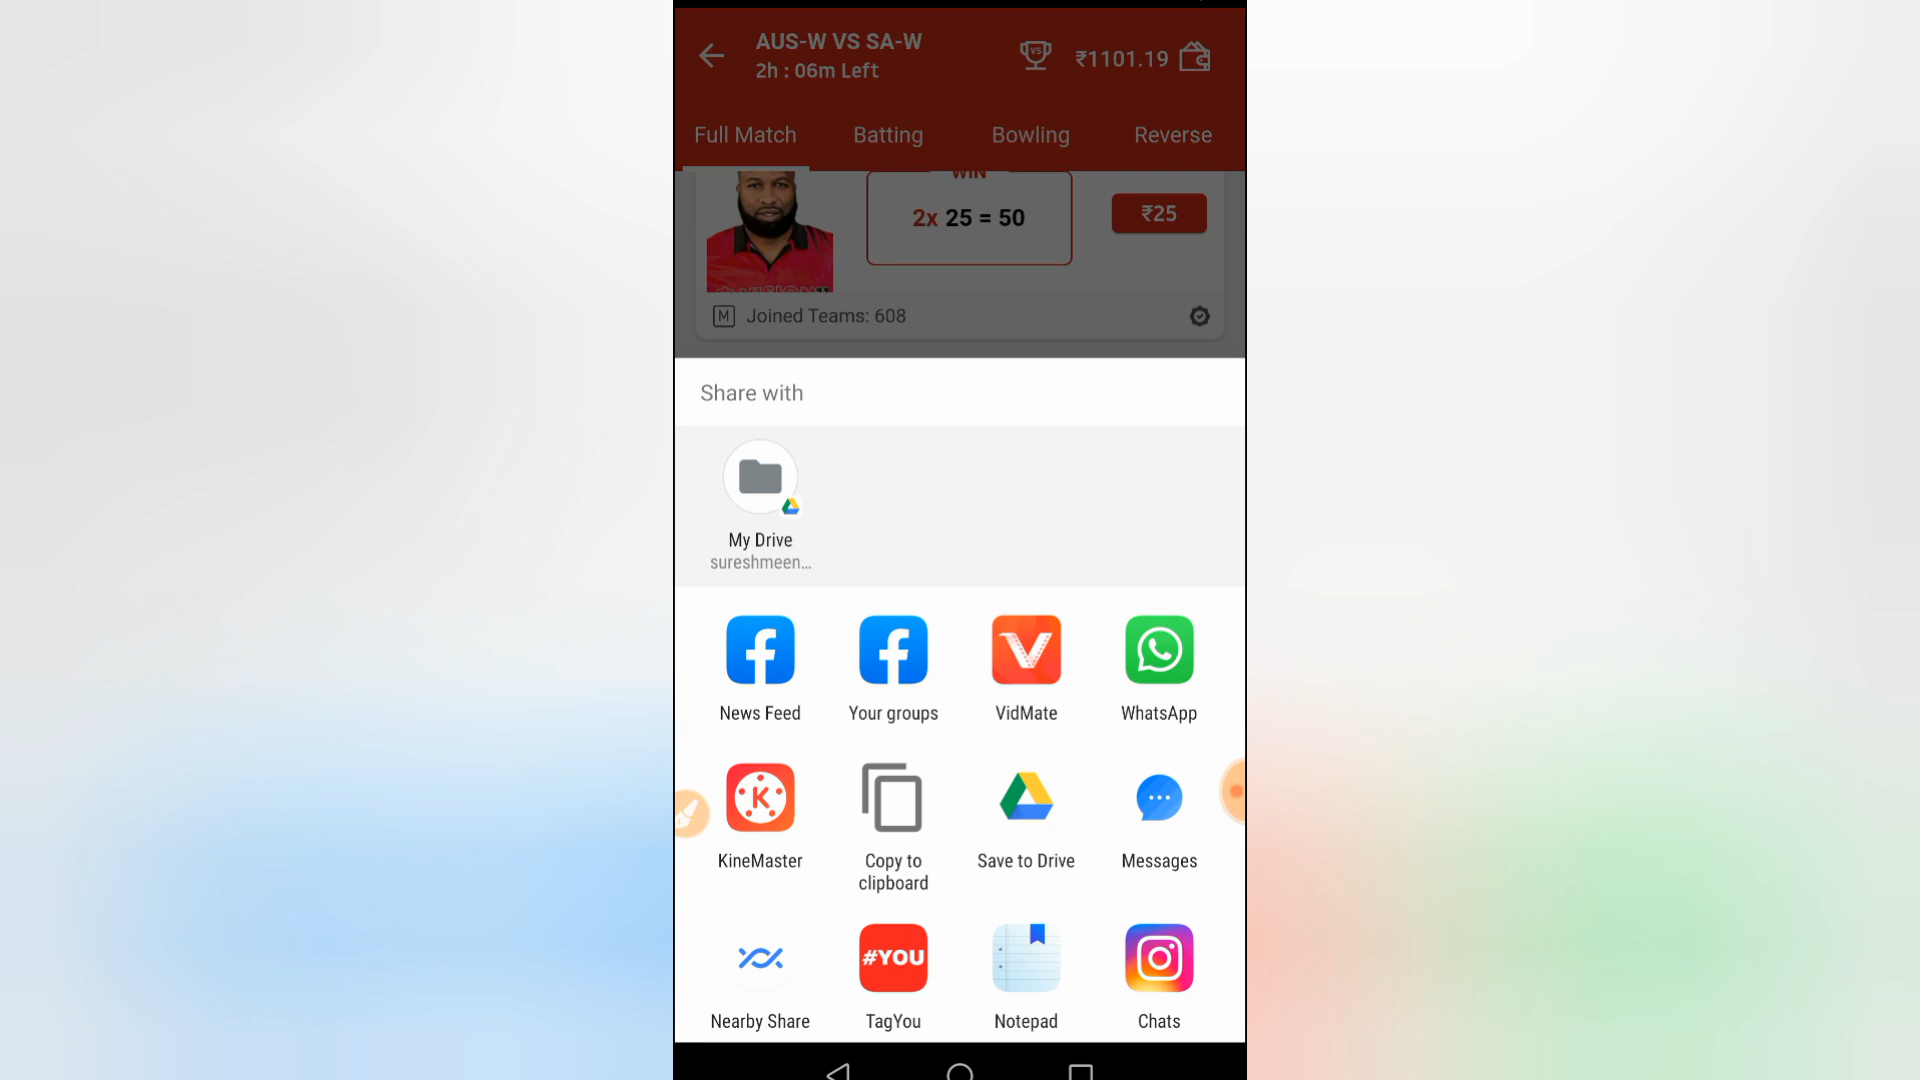 AUS-W VS SA-W
2h : 06m Left
₹1101.19
Full Match
Batting
Bowling
Reverse
WIN
2x 25 = 50
₹25
M
Joined Teams: 608
Share with
My Drive
sureshmeen...
News Feed
Your groups
VidMate
WhatsApp
K
KineMaster
Copy to
clipboard
Save to Drive
Messages
#YOU
Nearby Share
TagYou
Notepad
Chats